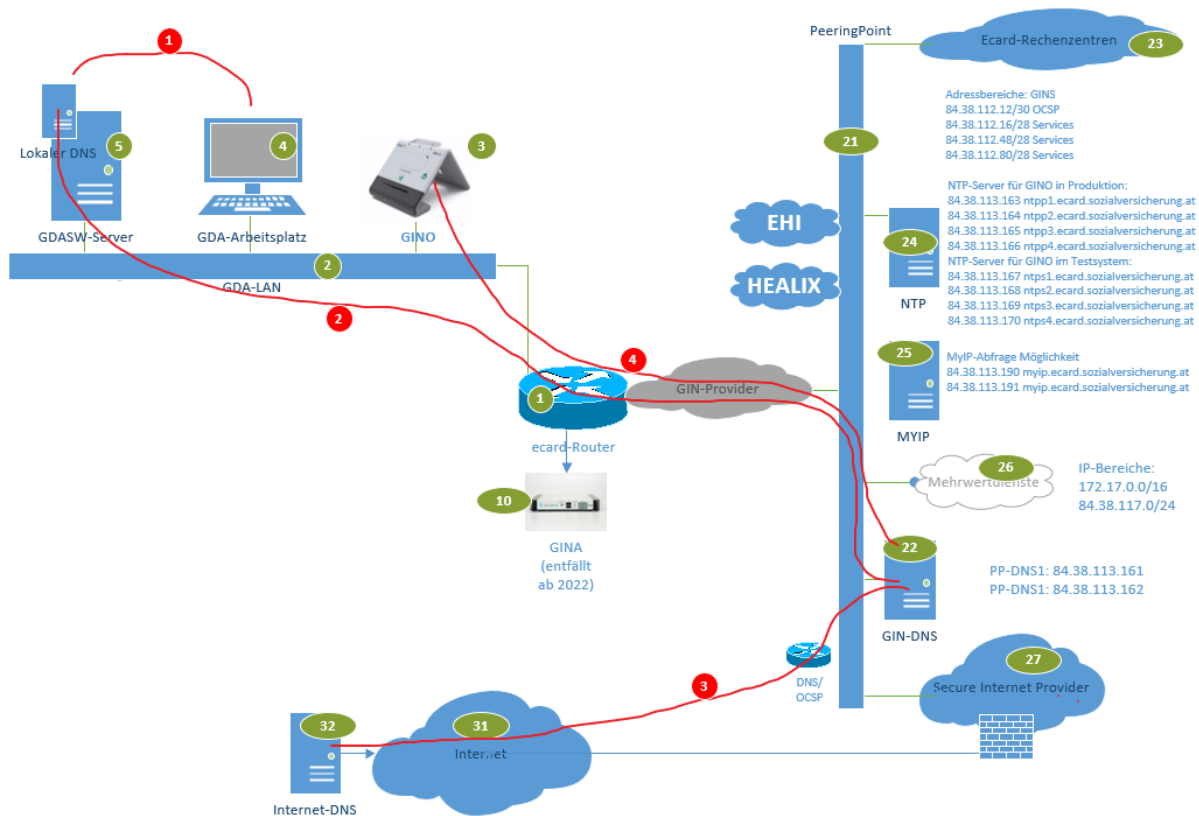 PeeringPoint
Ecard-Rechenzentren
23
1
Adressbereiche: GINS
84.38.112.12/30 OCSP
84.38.112.16/28 Services
84.38.112.48/28 Services
84.38.112.80/28 Services
5
4
3
21
Lokaler DNS
GDASW-Server
GDA-Arbeitsplatz
GINO
2
GDA-LAN
2
EHI
HEALIX
NTP-Server für GINO in Produktion:
84.38.113.163 ntpp1.ecard.sozialversicherung.at
84.38.113.164 ntpp2.ecard.sozialversicherung.at
84.38.113.165 ntpp3.ecard.sozialversicherung.at
84.38.113.166 ntpp4.ecard.sozialversicherung.at
NTP-Server für GINO im Testsystem:
84.38.113.167 ntps1.ecard.sozialversicherung.at
84.38.113.168 ntps2.ecard.sozialversicherung.at
84.38.113.169 ntps3.ecard.sozialversicherung.at
84.38.113.170 ntps4.ecard.sozialversicherung.at
24
NTP
4
GIN-Provider
1
ecard-Router
25
MyIP-Abfrage Möglichkeit
84.38.113.190 myip.ecard.sozialversicherung.at
84.38.113.191 myip.ecard.sozialversicherung.at
MYIP
10
GINA
(entfällt
ab 2022)
26
Mehrwertdienste
IP-Bereiche:
172.17.0.0/16
84.38.117.0/24
22
PP-DNS1: 84.38.113.161
PP-DNS1: 84.38.113.162
GIN-DNS
DNS/
OCSP
27
Secure Internet Provider
3
32
31
Internet
Internet-DNS